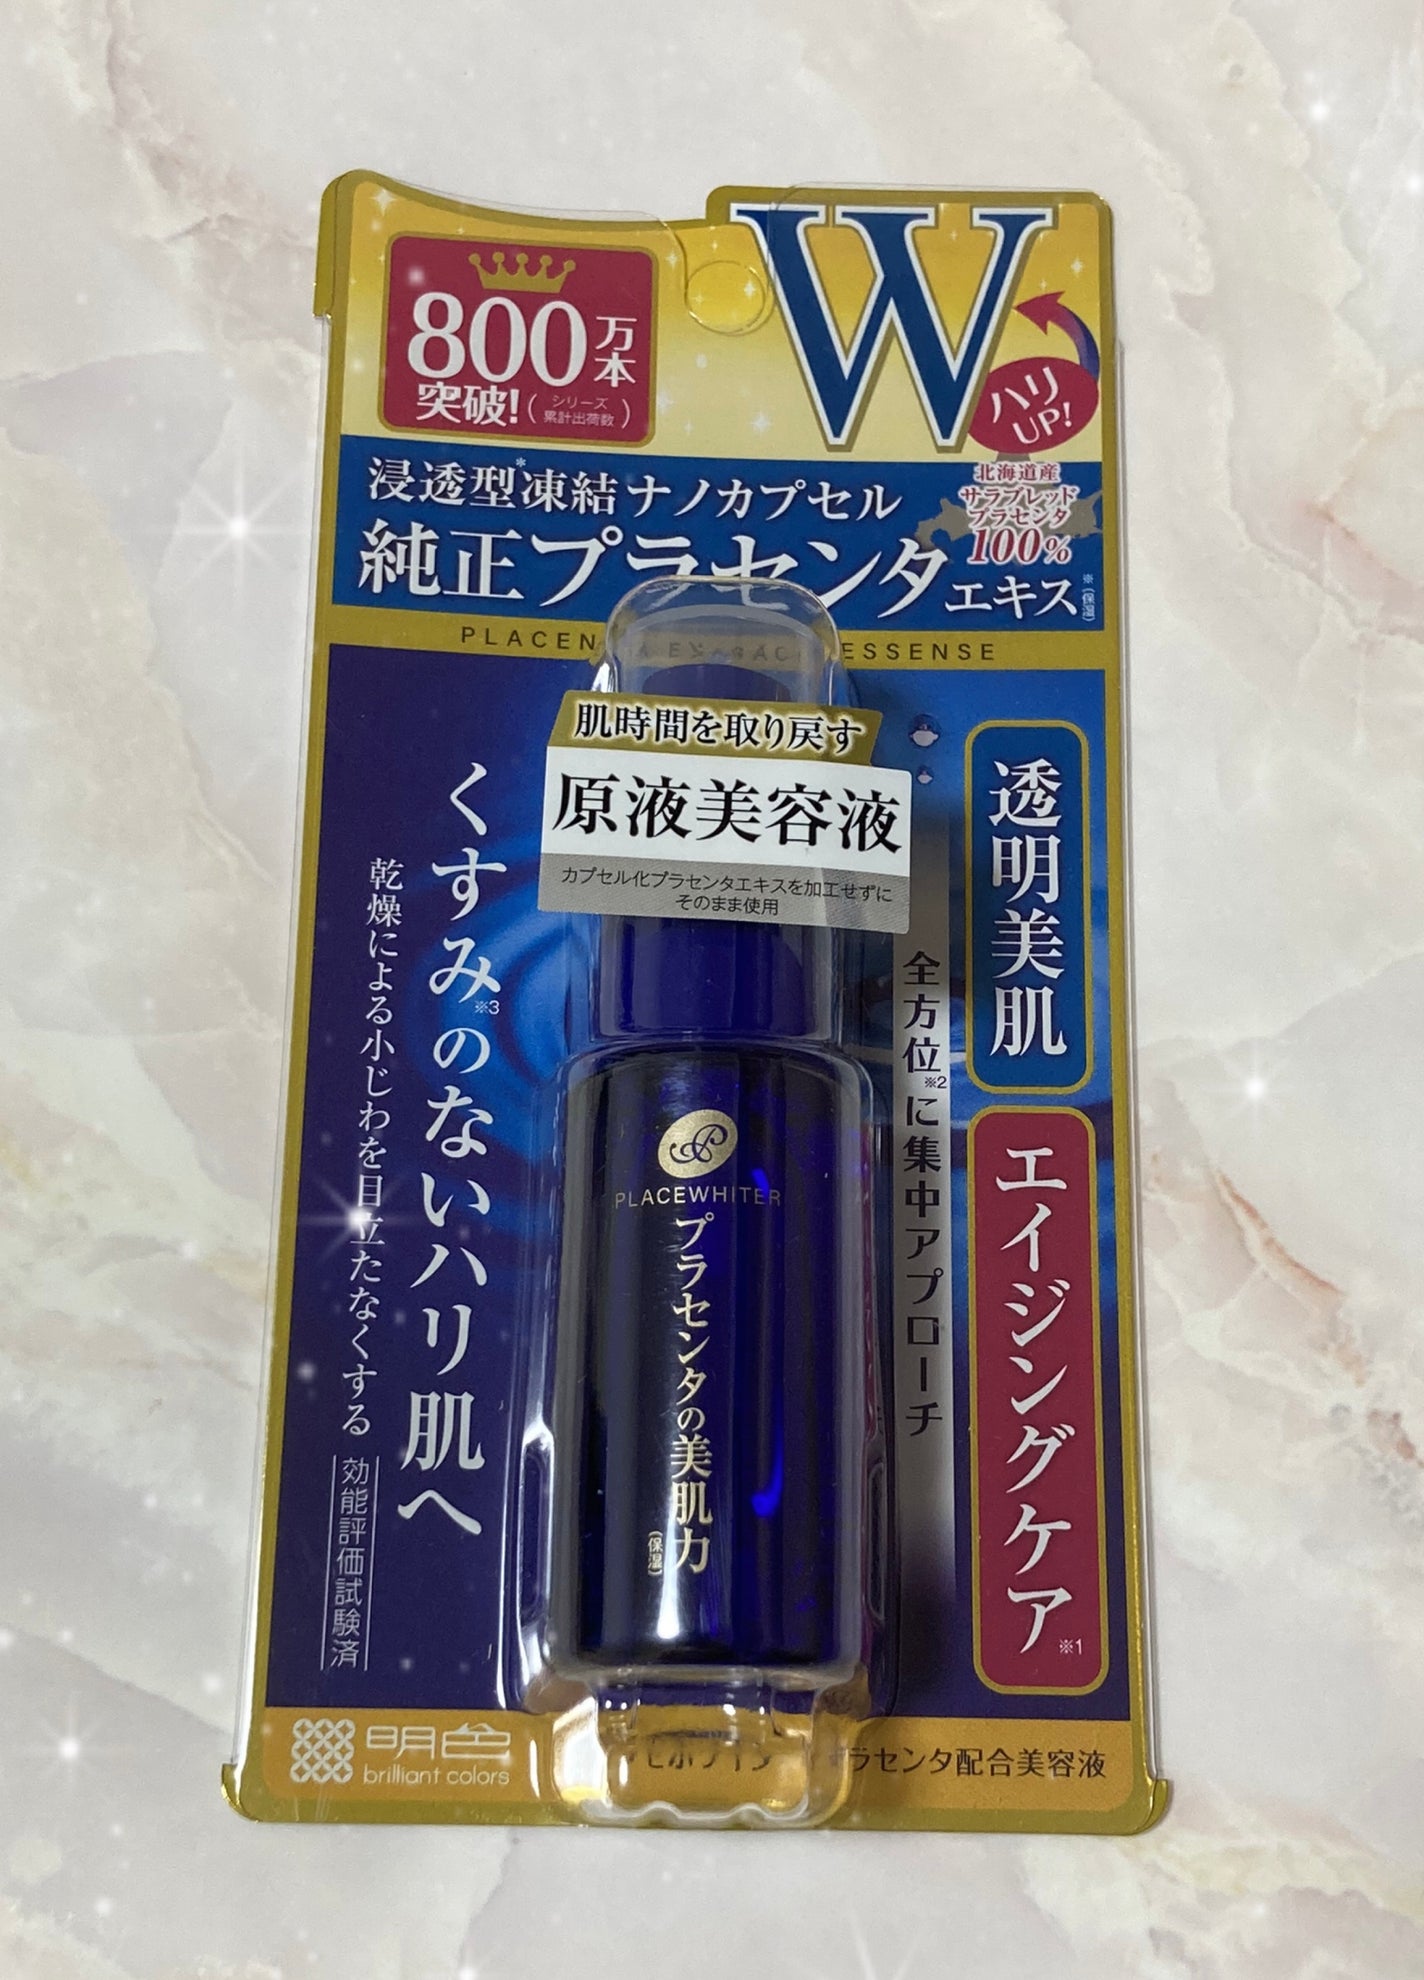 800万本
突破!(シリーズ累計出荷数)
W
ハリ
UP!
浸透型*凍結ナノカプセル
純正プラセンタエキス※(保湿)
北海道産
サラブレッド
プラセンタ
100%
ESSENSE
肌時間を取り戻す
原液美容液
カプセル化プラセンタエキスを加工せずに
そのまま使用
透明美肌
エイジングケア※1
全方位※2に集中アプローチ
くすみ※3のないハリ肌へ
乾燥による小じわを目立たなくする
効能評価試験済
PLACEWHITER
プラセンタの美肌力
(保湿)
明色
brilliant colors
ラセンタ配合美容液